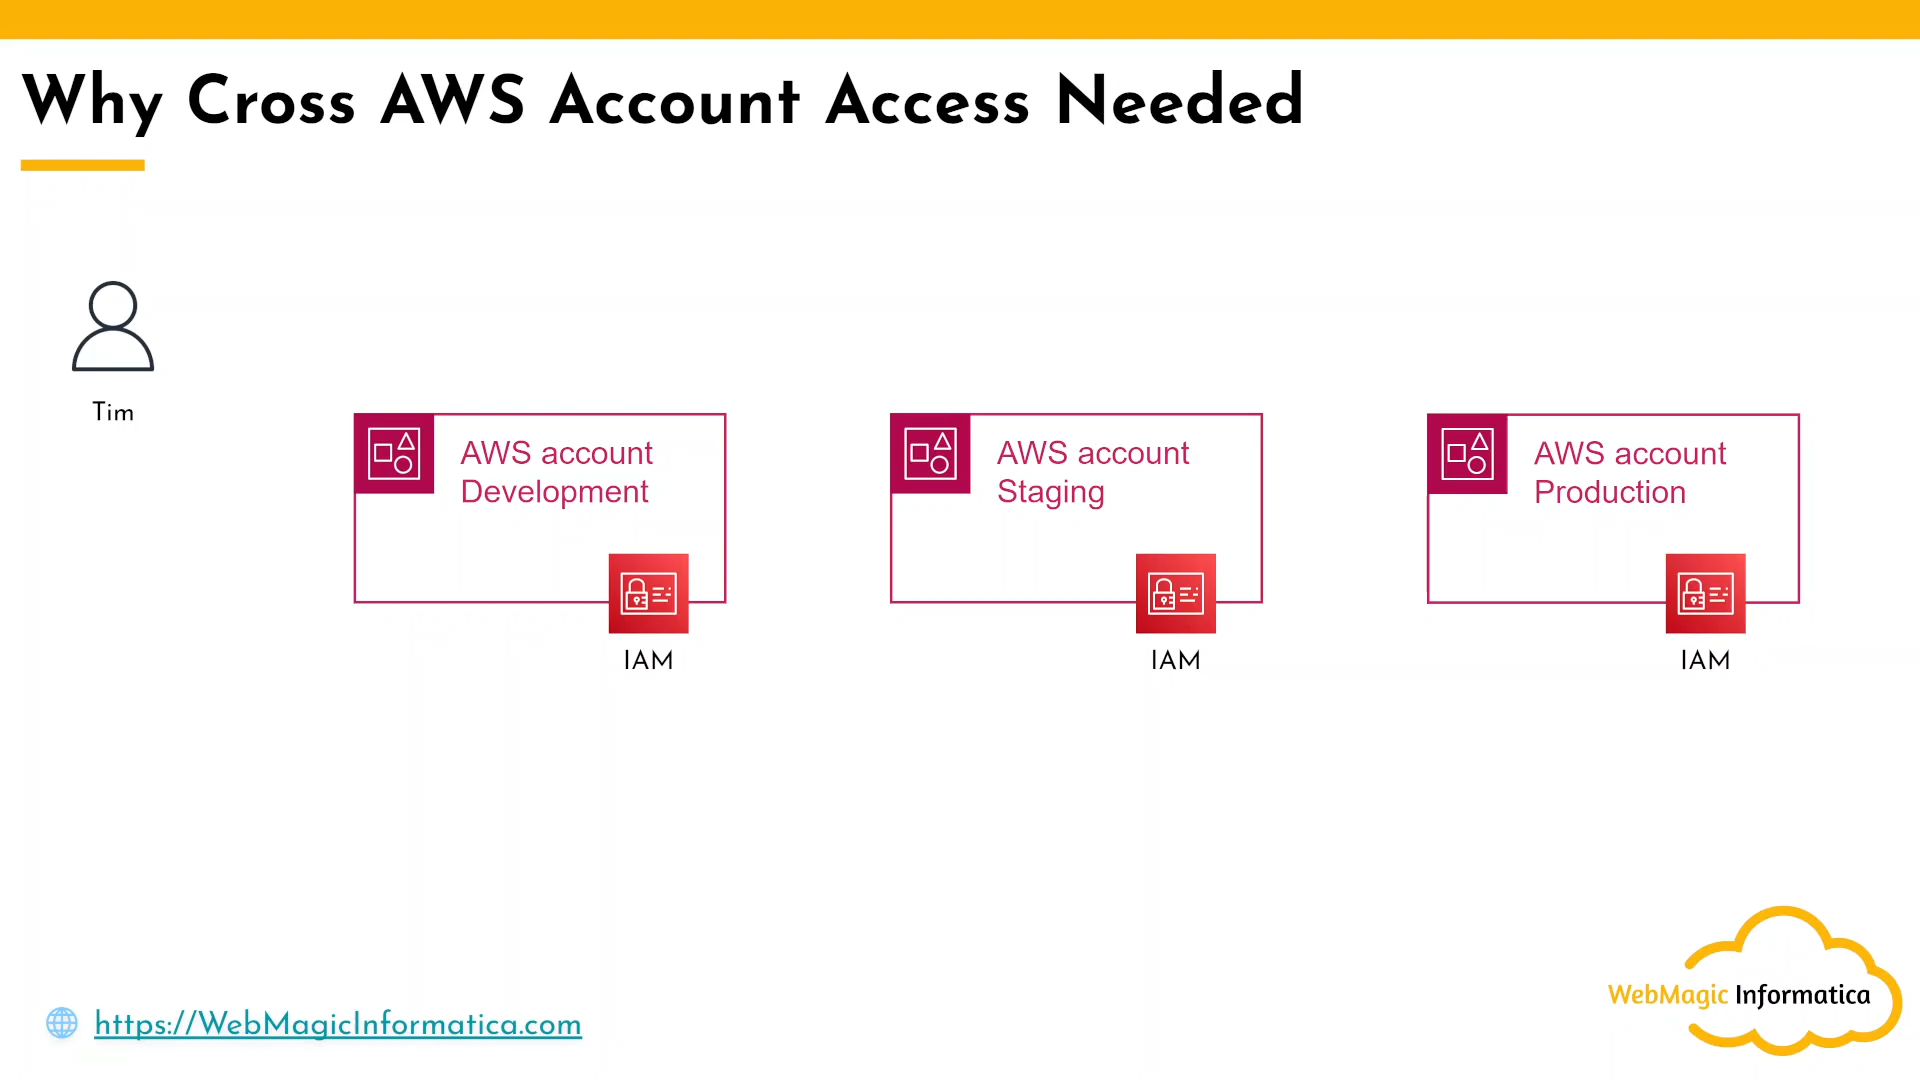 Why Cross AWS Account Access Needed
Tim
AWS account
Development
IAM
AWS account
Staging
IAM
AWS account
Production
IAM
https://WebMagicInformatica.com
WebMagic Informatica